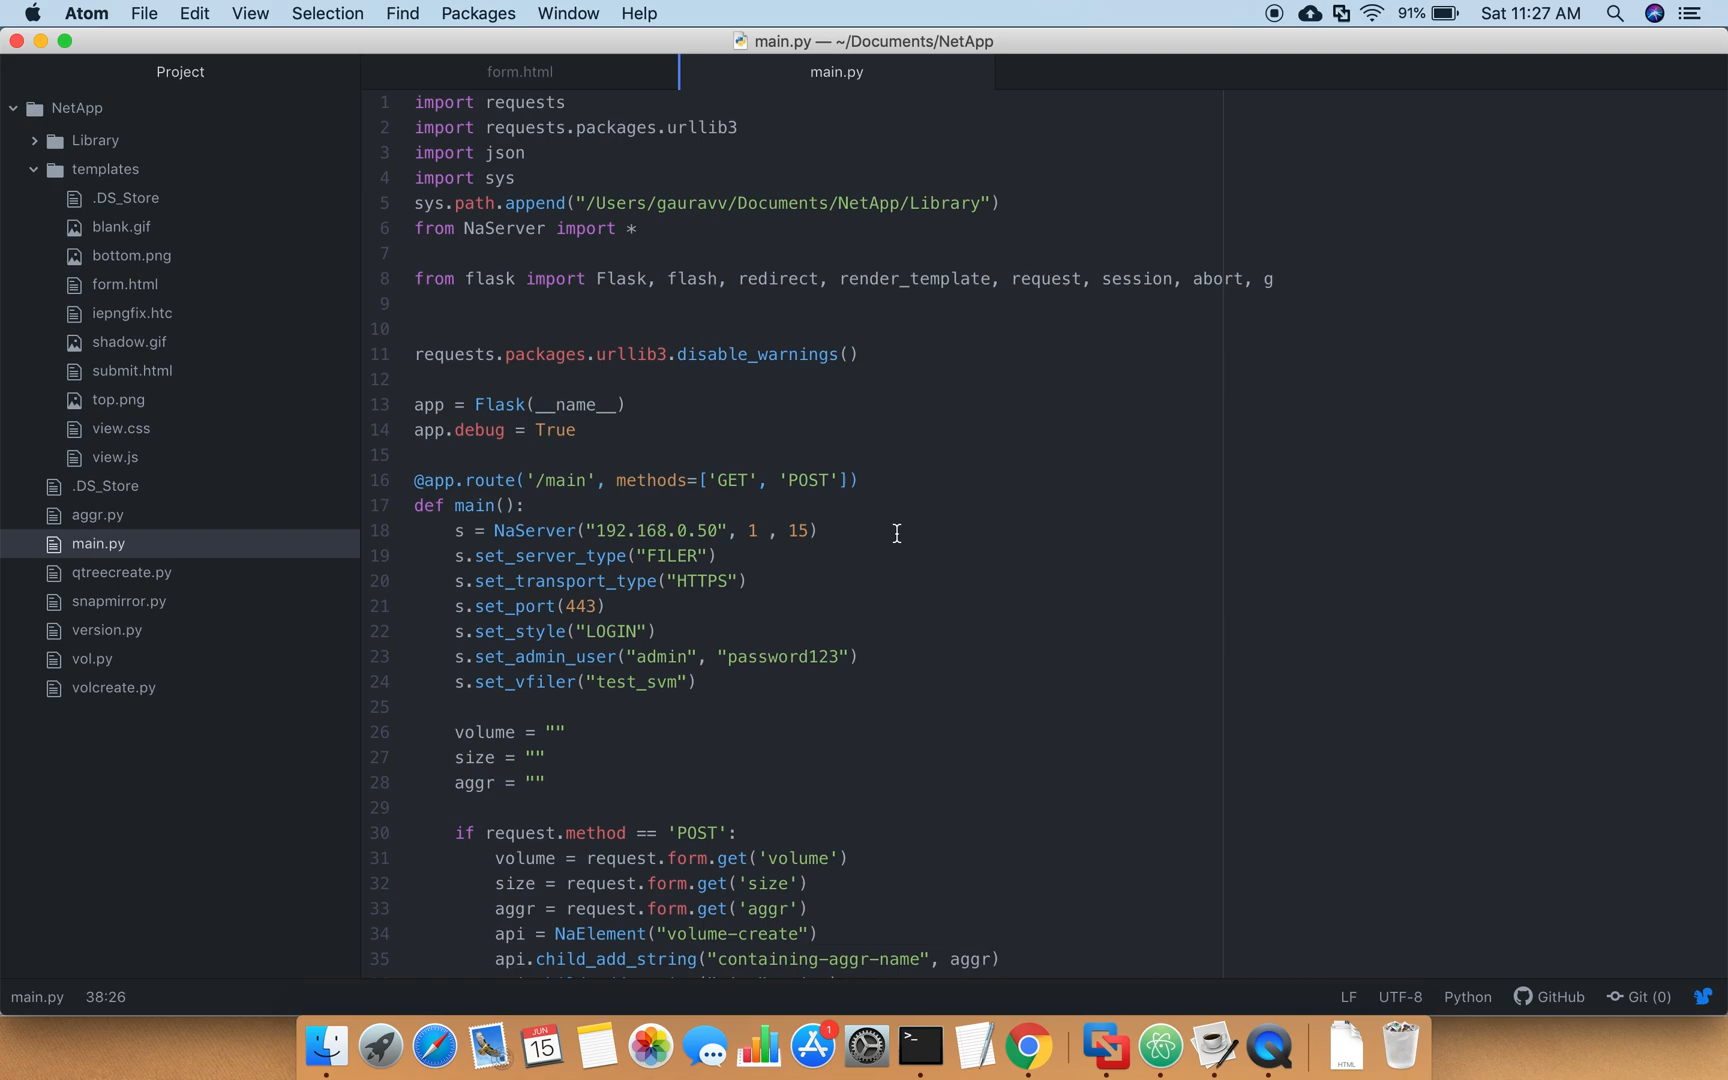 Atom File Edit View Selection Find Packages Window Help 91% Sat 11:27 AM
main.py — ~/Documents/NetApp
Project form.html main.py
NetApp
Library
templates
.DS_Store
blank.gif
bottom.png
form.html
iepngfix.htc
shadow.gif
submit.html
top.png
view.css
view.js
.DS_Store
aggr.py
main.py
qtreecreate.py
snapmirror.py
version.py
vol.py
volcreate.py
1 import requests
2 import requests.packages.urllib3
3 import json
4 import sys
5 sys.path.append("/Users/gauravv/Documents/NetApp/Library")
6 from NaServer import *
7
8 from flask import Flask, flash, redirect, render_template, request, session, abort, g
9
10
11 requests.packages.urllib3.disable_warnings()
12
13 app = Flask(__name__)
14 app.debug = True
15
16 @app.route('/main', methods=['GET', 'POST'])
17 def main():
18     s = NaServer("192.168.0.50", 1 , 15)
19     s.set_server_type("FILER")
20     s.set_transport_type("HTTPS")
21     s.set_port(443)
22     s.set_style("LOGIN")
23     s.set_admin_user("admin", "password123")
24     s.set_vfiler("test_svm")
25
26     volume = ""
27     size = ""
28     aggr = ""
29
30     if request.method == 'POST':
31         volume = request.form.get('volume')
32         size = request.form.get('size')
33         aggr = request.form.get('aggr')
34         api = NaElement("volume-create")
35         api.child_add_string("containing-aggr-name", aggr)
main.py 38:26 LF UTF-8 Python GitHub Git (0)
JUN
15
1
HTML